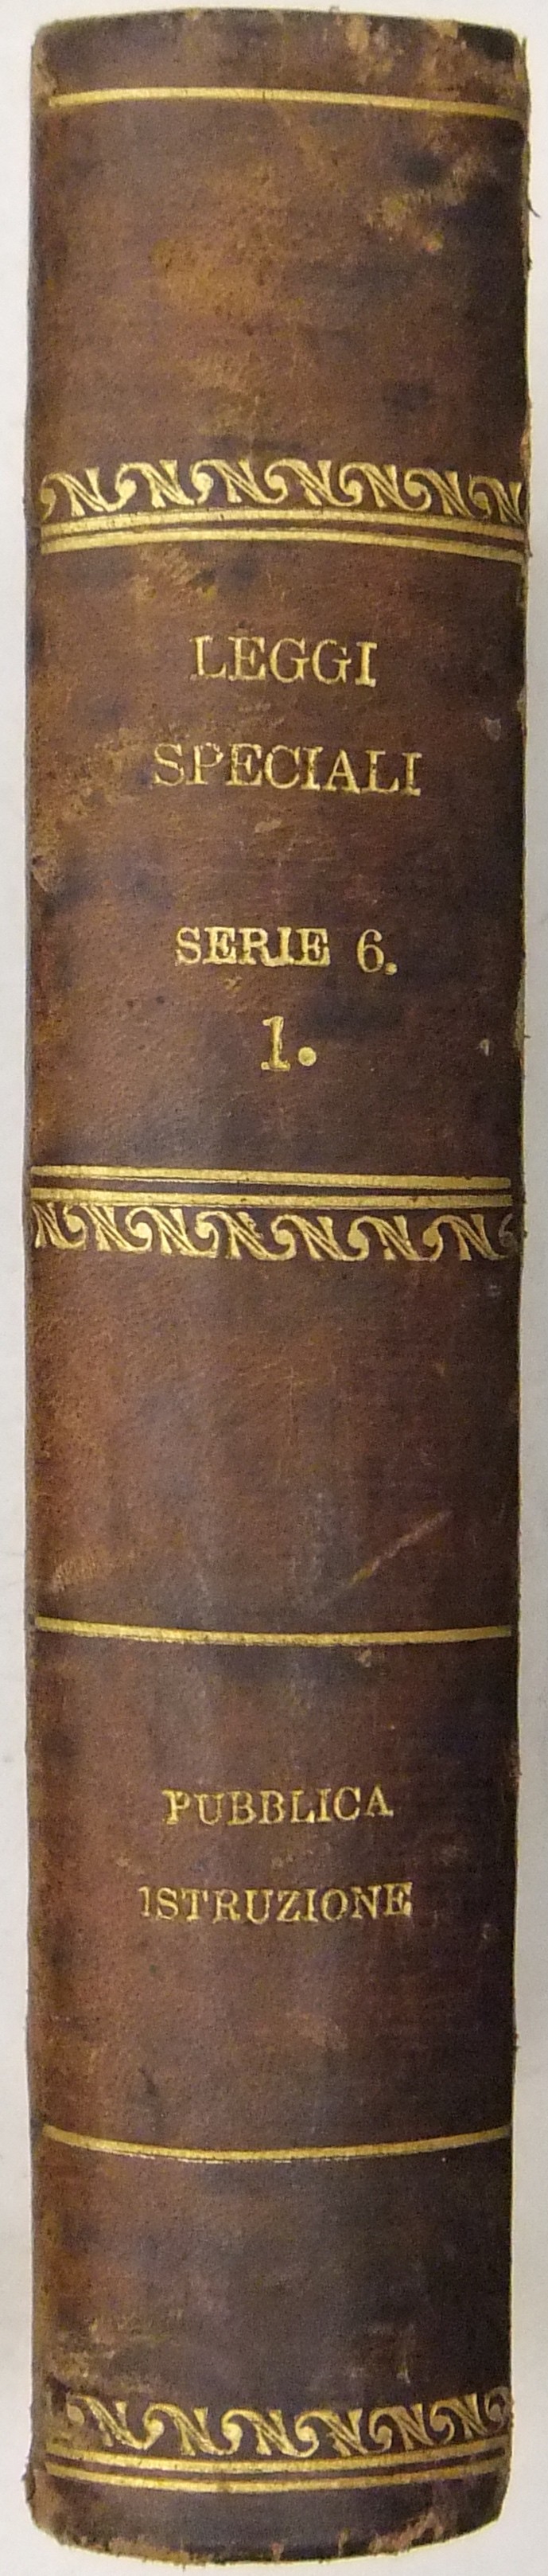 LEGGI
SPECIALI
SERIE 6.
1.
PUBBLICA
ISTRUZIONE